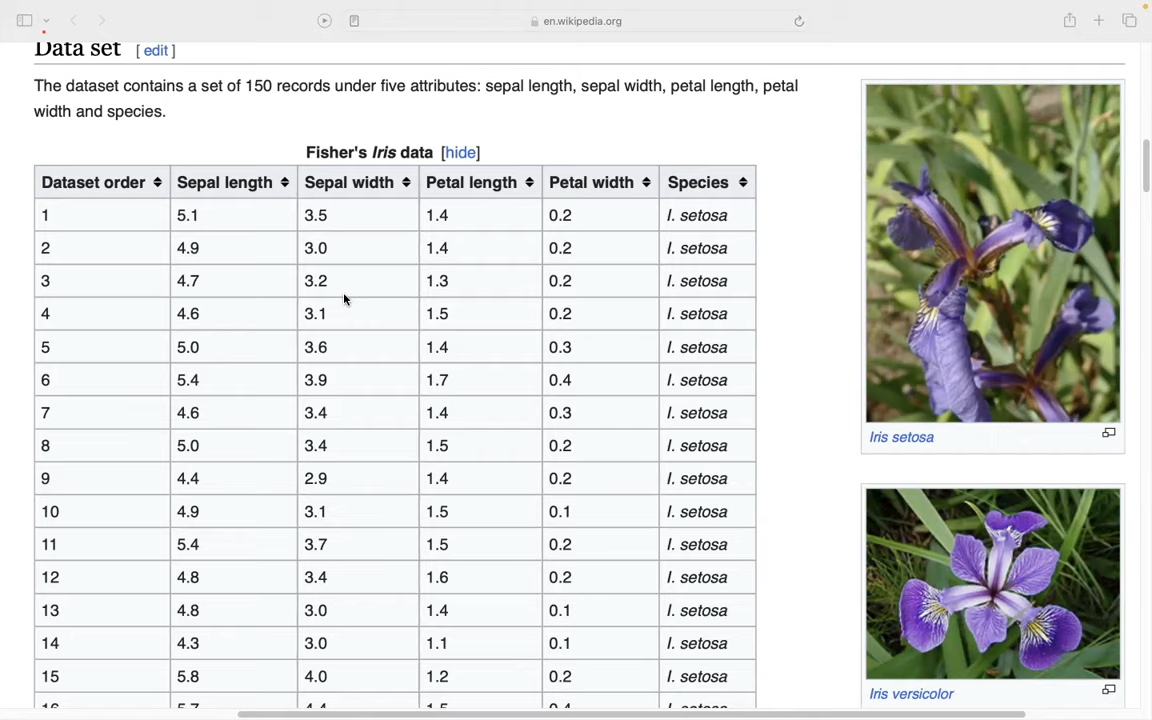 en.wikipedia.org
Data set [ edit ]
The dataset contains a set of 150 records under five attributes: sepal length, sepal width, petal length, petal
width and species.
Fisher's Iris data [hide]
Dataset order Sepal length Sepal width Petal length Petal width Species
1 5.1 3.5 1.4 0.2 I. setosa
2 4.9 3.0 1.4 0.2 I. setosa
3 4.7 3.2 1.3 0.2 I. setosa
4 4.6 3.1 1.5 0.2 I. setosa
5 5.0 3.6 1.4 0.3 I. setosa
6 5.4 3.9 1.7 0.4 I. setosa
7 4.6 3.4 1.4 0.3 I. setosa
8 5.0 3.4 1.5 0.2 I. setosa
9 4.4 2.9 1.4 0.2 I. setosa
10 4.9 3.1 1.5 0.1 I. setosa
11 5.4 3.7 1.5 0.2 I. setosa
12 4.8 3.4 1.6 0.2 I. setosa
13 4.8 3.0 1.4 0.1 I. setosa
14 4.3 3.0 1.1 0.1 I. setosa
15 5.8 4.0 1.2 0.2 I. setosa
Iris setosa
Iris versicolor